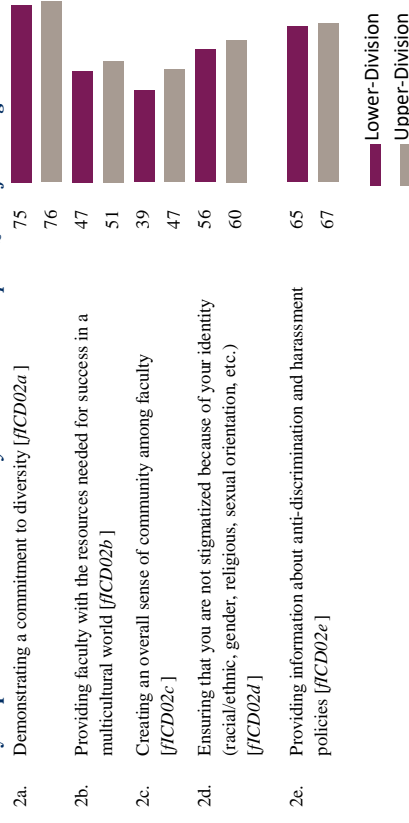 2a. Demonstrating a commitment to diversity [fICD02a ] 75
76
2b. Providing faculty with the resources needed for success in a 47
multicultural world [fICD02b ] 51
2c. Creating an overall sense of community among faculty 39
[fICD02c ] 47
2d. Ensuring that you are not stigmatized because of your identity 56
(racial/ethnic, gender, religious, sexual orientation, etc.) 60
[fICD02d ]
2e. Providing information about anti-discrimination and harassment 65
policies [fICD02e ] 67
Lower-Division
Upper-Division